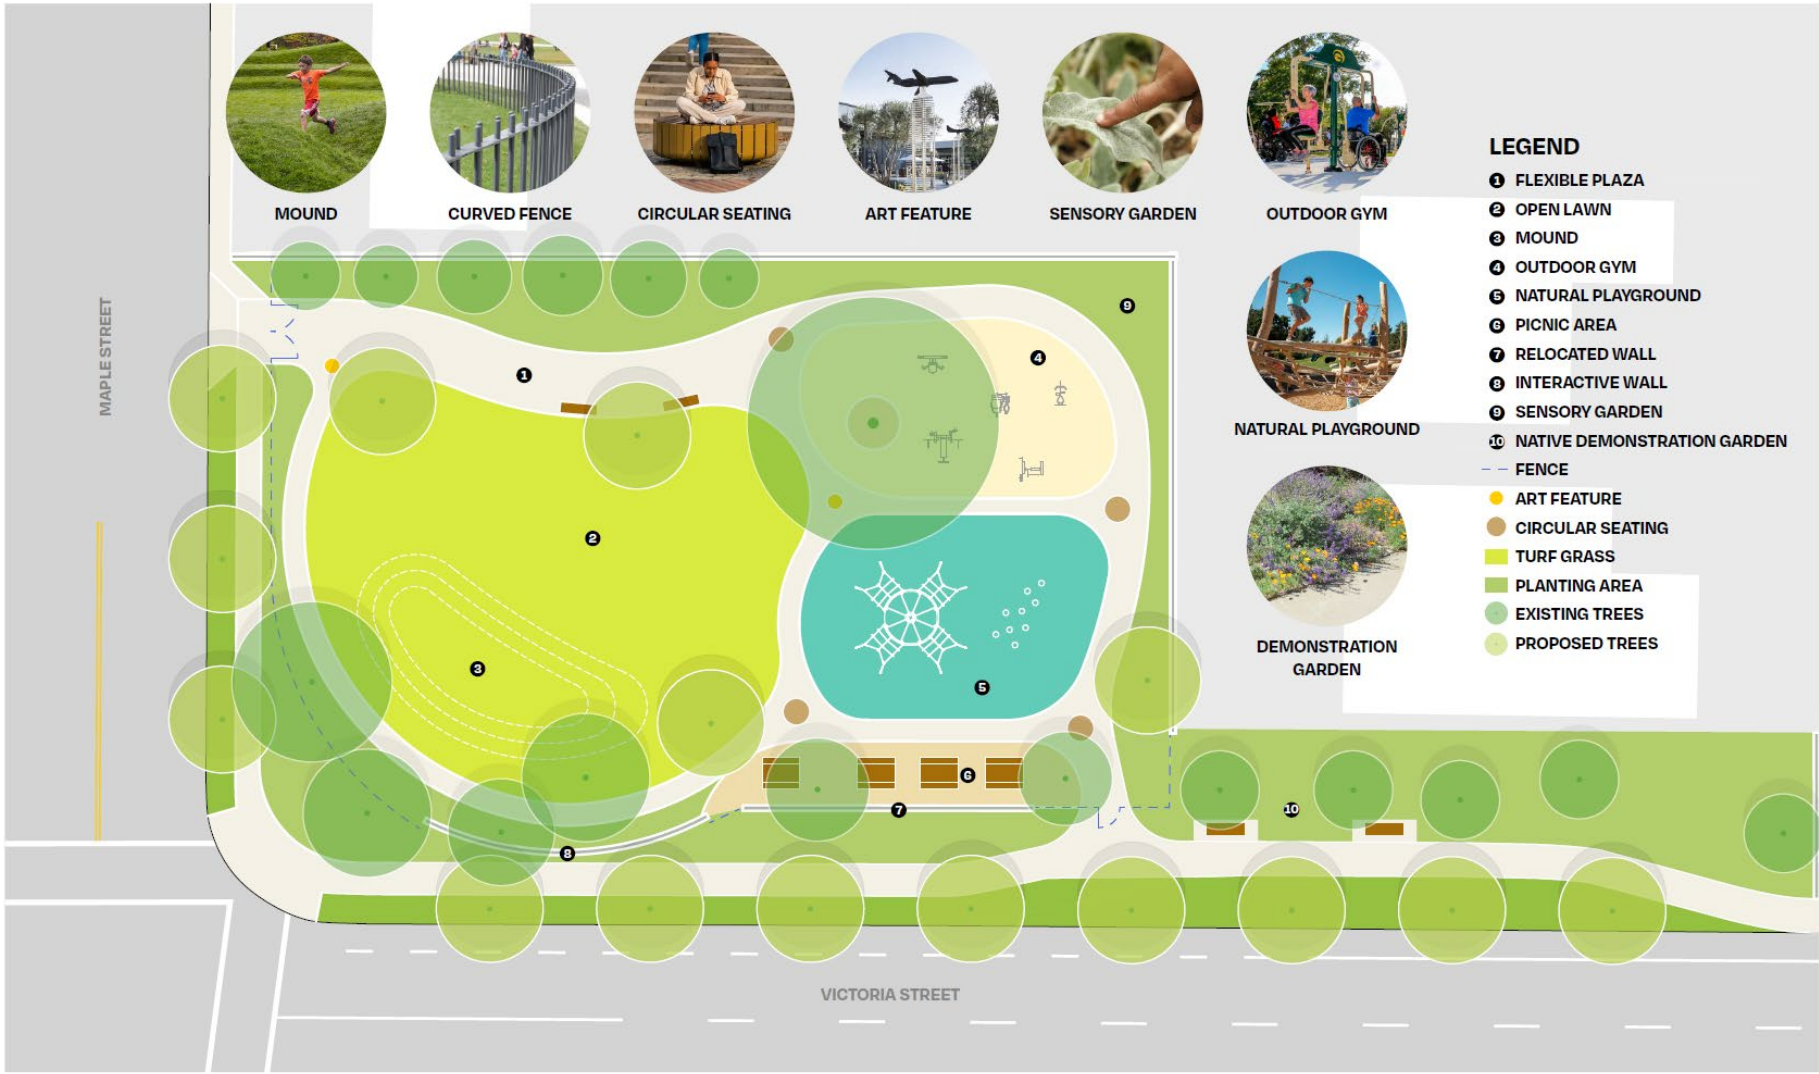 MOUND
CURVED FENCE
CIRCULAR SEATING
ART FEATURE
SENSORY GARDEN
OUTDOOR GYM
NATURAL PLAYGROUND
DEMONSTRATION
GARDEN
LEGEND
1 FLEXIBLE PLAZA
2 OPEN LAWN
3 MOUND
4 OUTDOOR GYM
5 NATURAL PLAYGROUND
6 PICNIC AREA
7 RELOCATED WALL
8 INTERACTIVE WALL
9 SENSORY GARDEN
10 NATIVE DEMONSTRATION GARDEN
FENCE
ART FEATURE
CIRCULAR SEATING
TURF GRASS
PLANTING AREA
EXISTING TREES
PROPOSED TREES
MAPLE STREET
9
4
1
2
3
5
6
7
10
8
VICTORIA STREET